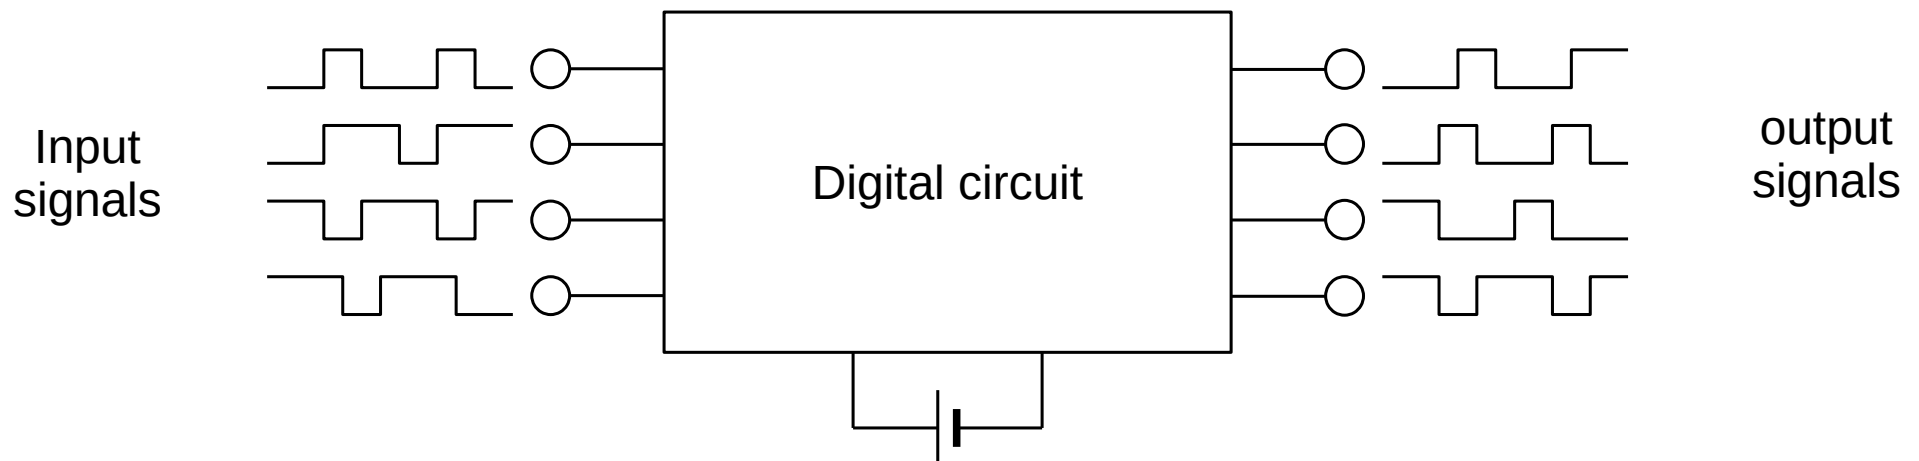 Input
signals
Digital circuit
output
signals